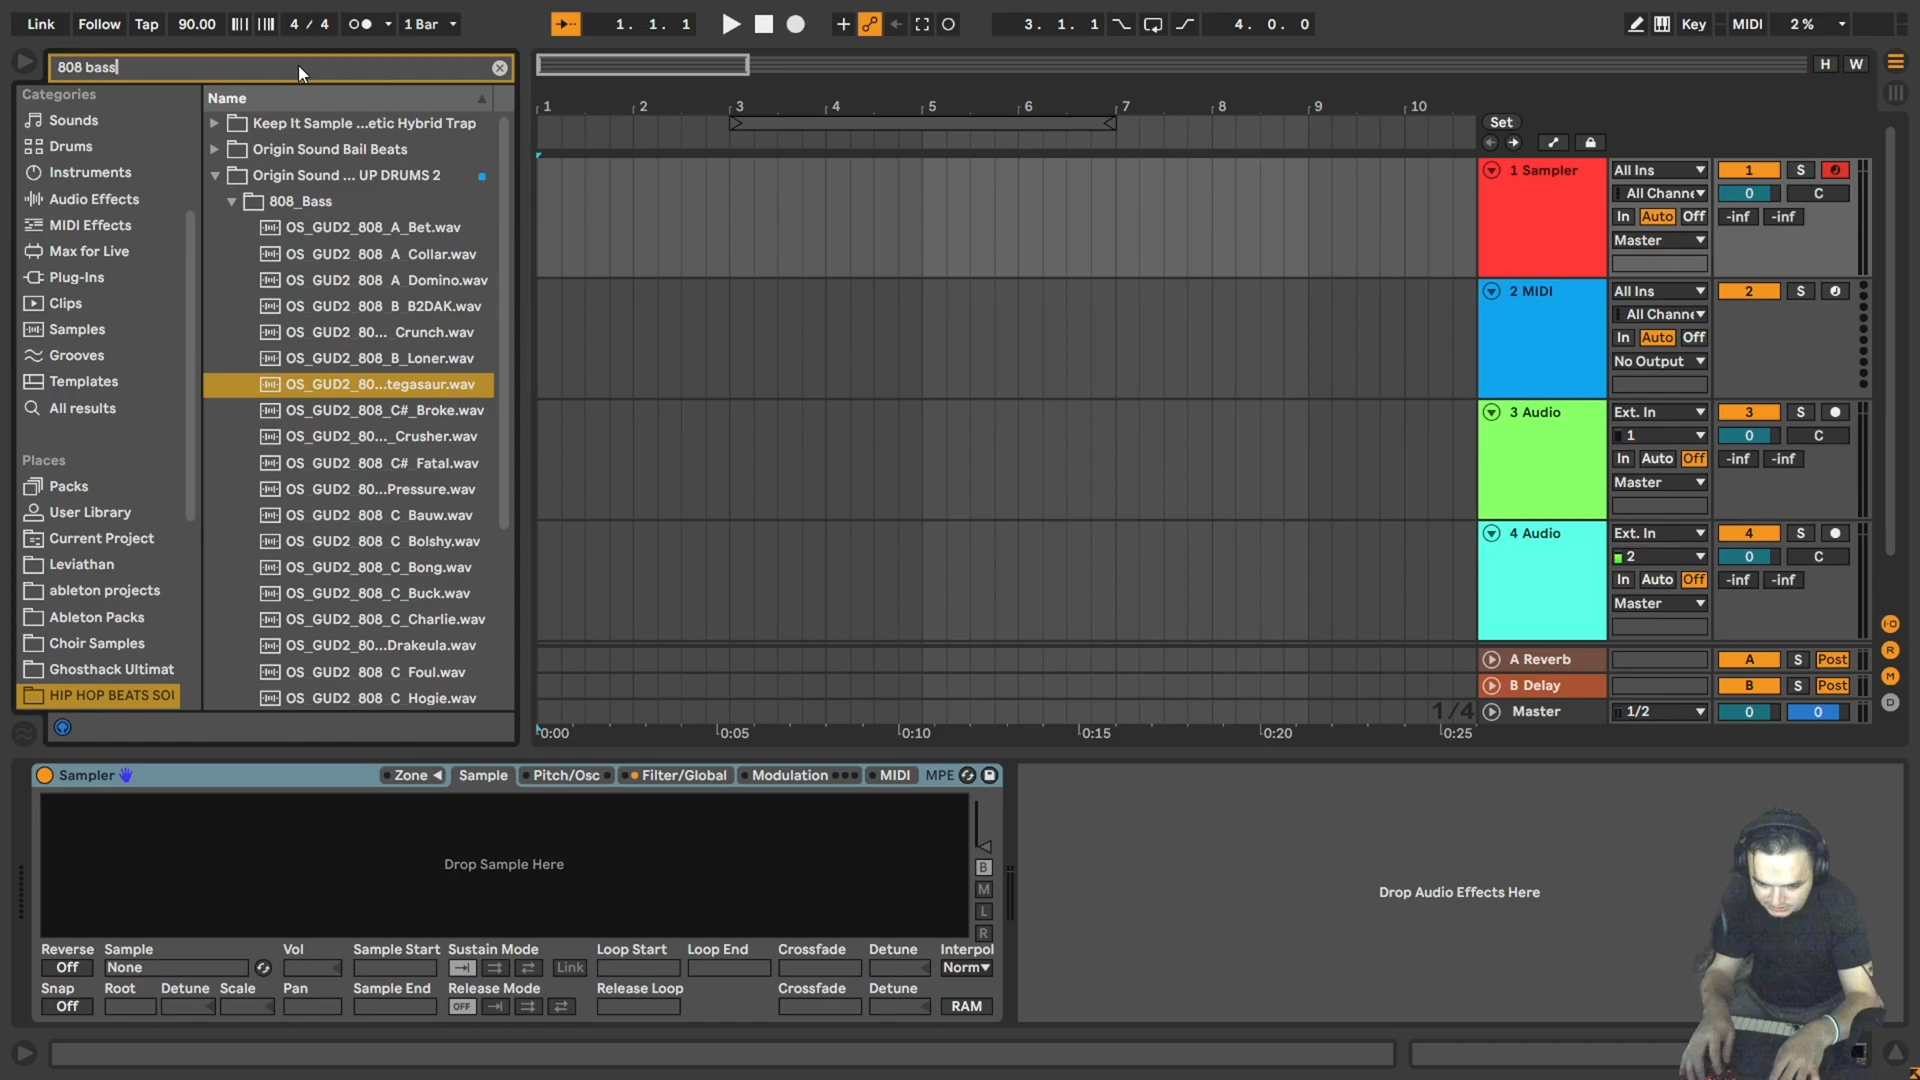 Link Follow Tap 90.00 4 / 4 1 Bar 1. 1. 1 3. 1. 1 4. 0. 0 Key MIDI 2 %
808 bass
H W
Categories
Sounds
Drums
Instruments
Audio Effects
MIDI Effects
Max for Live
Plug-Ins
Clips
Samples
Grooves
Templates
All results
Places
Packs
User Library
Current Project
Leviathan
ableton projects
Ableton Packs
Choir Samples
Ghosthack Ultimat
HIP HOP BEATS SOU
Name
Keep It Sample ...etic Hybrid Trap
Origin Sound Bail Beats
Origin Sound ... UP DRUMS 2
808_Bass
OS_GUD2_808_A_Bet.wav
OS_GUD2_808_A_Collar.wav
OS_GUD2_808_A_Domino.wav
OS_GUD2_808_B_B2DAK.wav
OS_GUD2_80..._Crunch.wav
OS_GUD2_808_B_Loner.wav
OS_GUD2_80...tegasaur.wav
OS_GUD2_808_C#_Broke.wav
OS_GUD2_80..._Crusher.wav
OS_GUD2_808_C#_Fatal.wav
OS_GUD2_80...Pressure.wav
OS_GUD2_808_C_Bauw.wav
OS_GUD2_808_C_Bolshy.wav
OS_GUD2_808_C_Bong.wav
OS_GUD2_808_C_Buck.wav
OS_GUD2_808_C_Charlie.wav
OS_GUD2_80...Drakeula.wav
OS_GUD2_808_C_Foul.wav
OS_GUD2_808_C_Hogie.wav
1 2 3 4 5 6 7 8 9 10
Set
1 Sampler All Ins 1 S
All Channe 0 C
In Auto Off -inf -inf
Master
2 MIDI All Ins 2 S
All Channe
In Auto Off
No Output
3 Audio Ext. In 3 S
1 0 C
In Auto Off -inf -inf
Master
4 Audio Ext. In 4 S
2 0 C
In Auto Off -inf -inf
Master
A Reverb A S Post
B Delay B S Post
1/4 Master 1/2 0 0
I·O
R
M
D
0:00 0:05 0:10 0:15 0:20 0:25
Sampler Zone Sample Pitch/Osc Filter/Global Modulation MIDI MPE
Drop Sample Here
B
M
L
R
Drop Audio Effects Here
Reverse Sample Vol Sample Start Sustain Mode Loop Start Loop End Crossfade Detune Interpol
Off None Link Norm
Snap Root Detune Scale Pan Sample End Release Mode Release Loop Crossfade Detune
Off OFF RAM